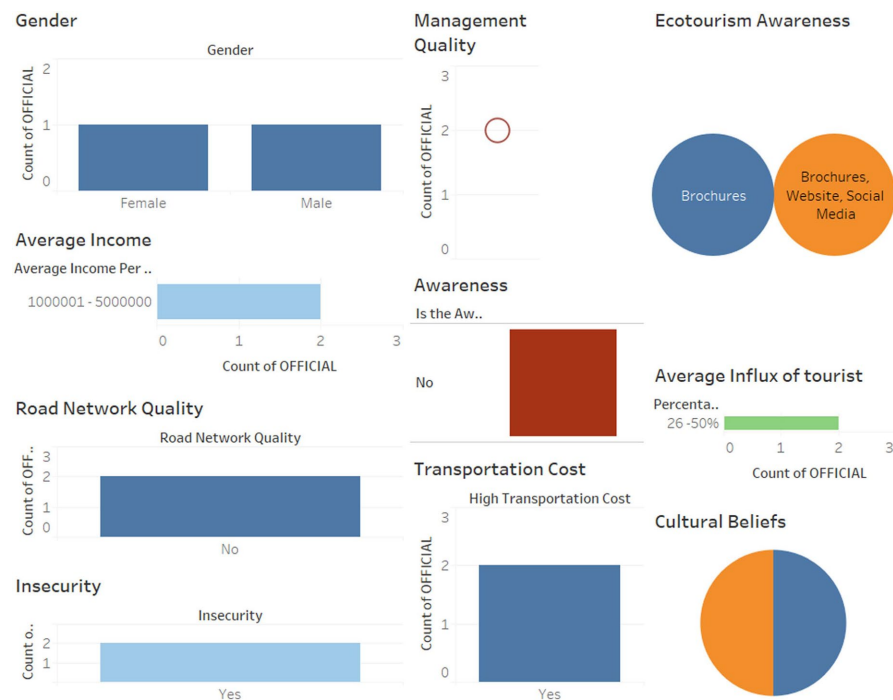 Gender
Gender
Count of OFFICIAL
2
1
0
Female
Male
Average Income
Average Income Per ..
1000001 - 5000000
0
1
2
3
Count of OFFICIAL
Road Network Quality
Road Network Quality
Count of OFF..
3
2
1
0
No
Insecurity
Insecurity
Count o..
2
1
Yes
Management
Quality
Count of OFFICIAL
3
2
1
0
Awareness
Is the Aw..
No
Transportation Cost
High Transportation Cost
Count of OFFICIAL
3
2
1
0
Yes
Ecotourism Awareness
Brochures
Brochures,
Website, Social
Media
Average Influx of tourist
Percenta..
26 -50%
0
1
2
3
Count of OFFICIAL
Cultural Beliefs